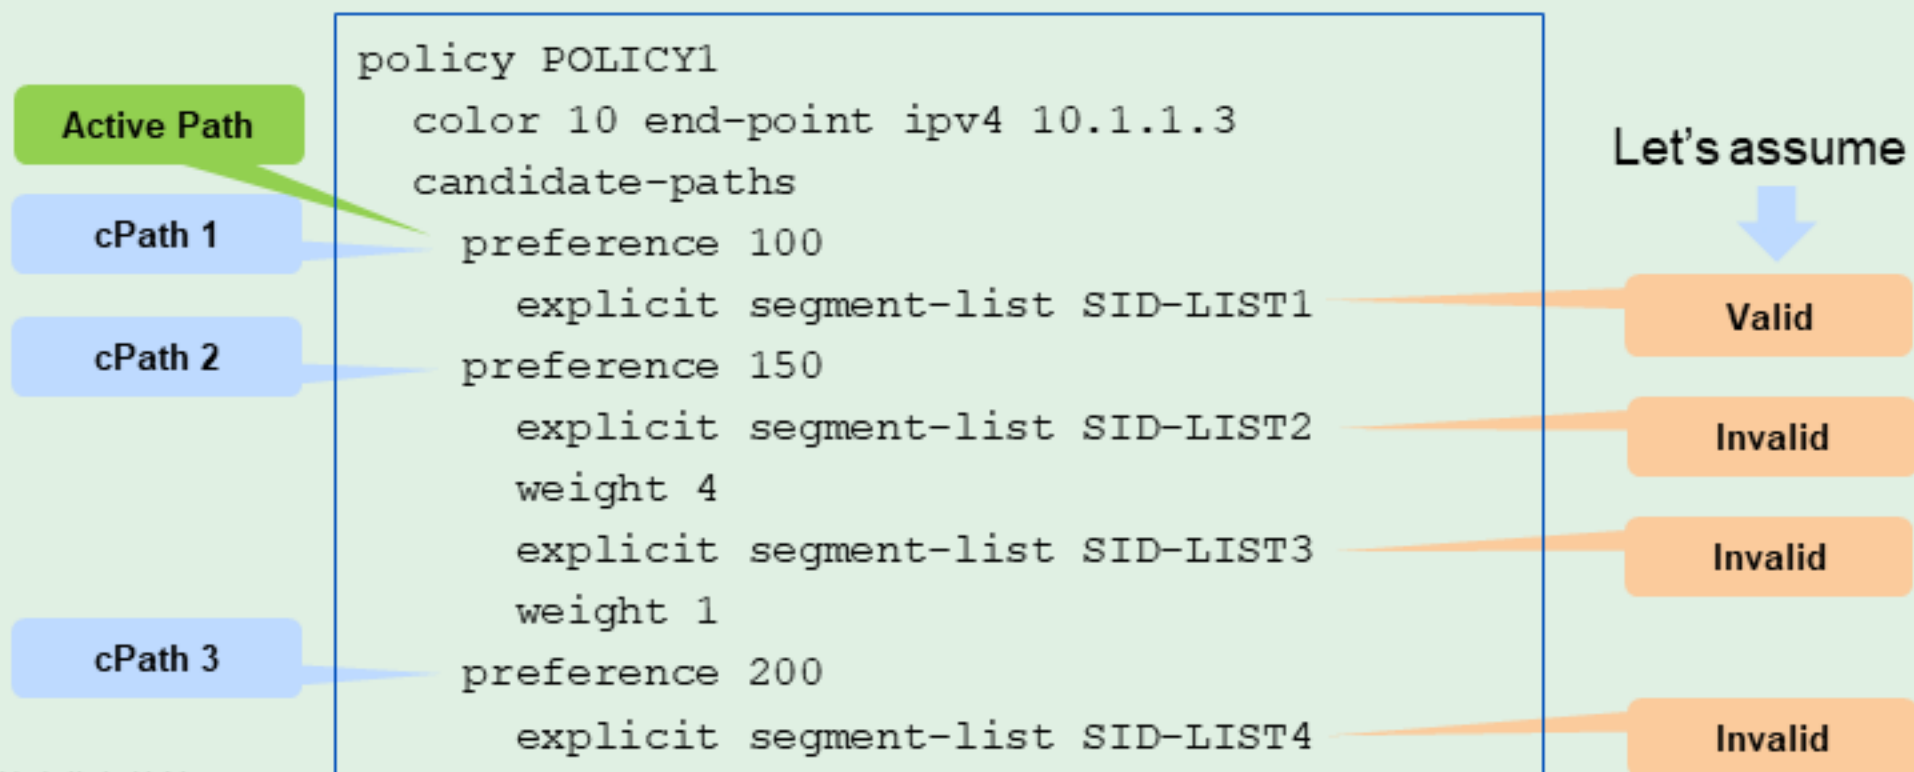 policy POLICY1
Active Path
color 10 end-point ipv4 10.1.1.3
Let's assume
candidate-paths
cPath 1
preference 100
explicit segment-list SID-LIST1
Valid
cPath 2
preference 150
explicit segment-list SID-LIST2
Invalid
weight 4
explicit segment-list SID-LIST3
Invalid
weight 1
cPath 3
preference 200
explicit segment-list SID-LIST4
Invalid